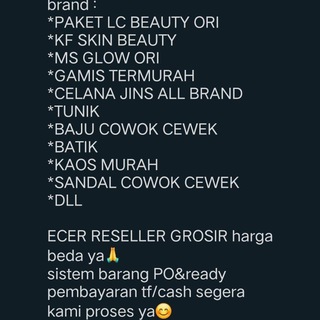 brand :
*PAKET LC BEAUTY ORI
*KF SKIN BEAUTY
*MS GLOW ORI
*GAMIS TERMURAH
*CELANA JINS ALL BRAND
*TUNIK
*BAJU COWOK CEWEK
*BATIK
*KAOS MURAH
*SANDAL COWOK CEWEK
*DLL
ECER RESELLER GROSIR harga
beda ya🙏
sistem barang PO&ready
pembayaran tf/cash segera
kami proses ya😊